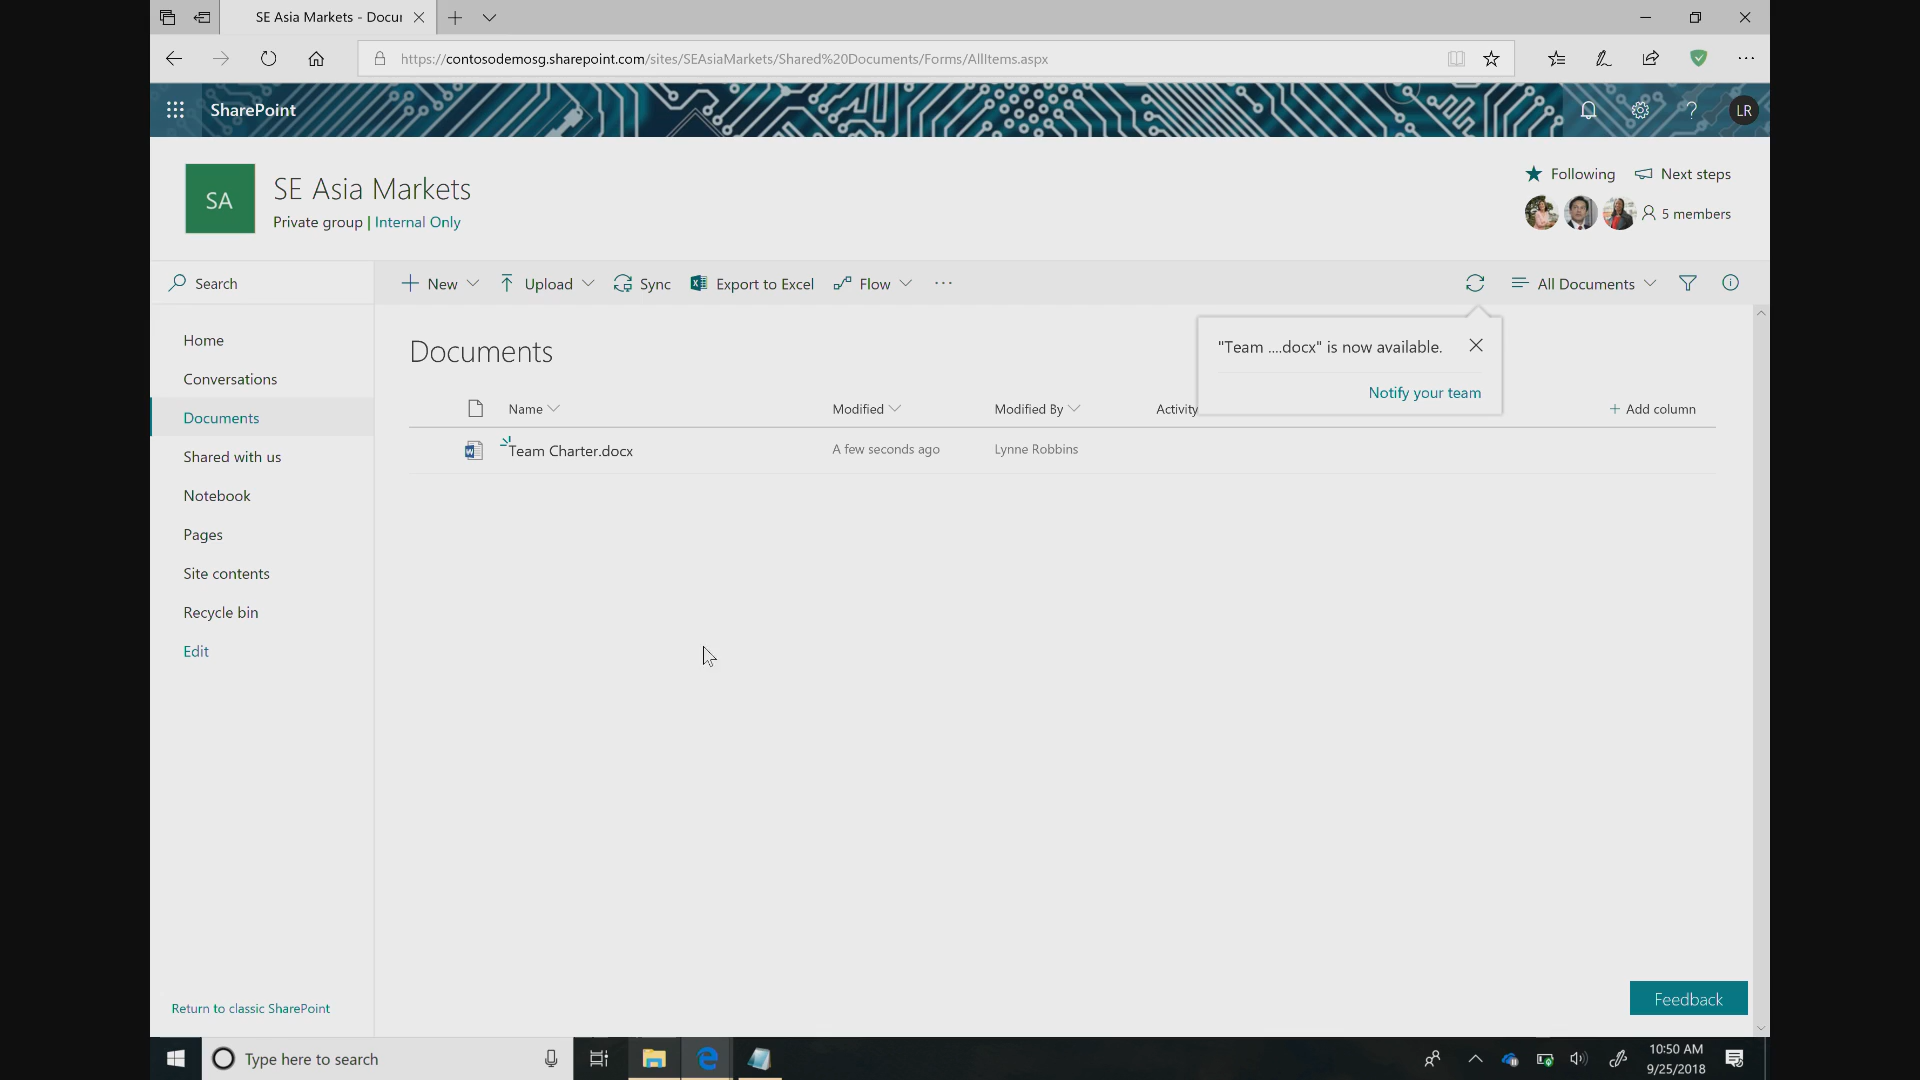 SE Asia Markets - Docu
https://contosodemosg.sharepoint.com/sites/SEAsiaMarkets/Shared%20Documents/Forms/AllItems.aspx
SharePoint
LR
SA
SE Asia Markets
Private group | Internal Only
Following
Next steps
5 members
Search
New
Upload
Sync
Export to Excel
Flow
All Documents
Home
Conversations
Documents
Shared with us
Notebook
Pages
Site contents
Recycle bin
Edit
Return to classic SharePoint
Documents
"Team ....docx" is now available.
Notify your team
Name
Modified
Modified By
Activity
+ Add column
Team Charter.docx
A few seconds ago
Lynne Robbins
Feedback
Type here to search
10:50 AM
9/25/2018